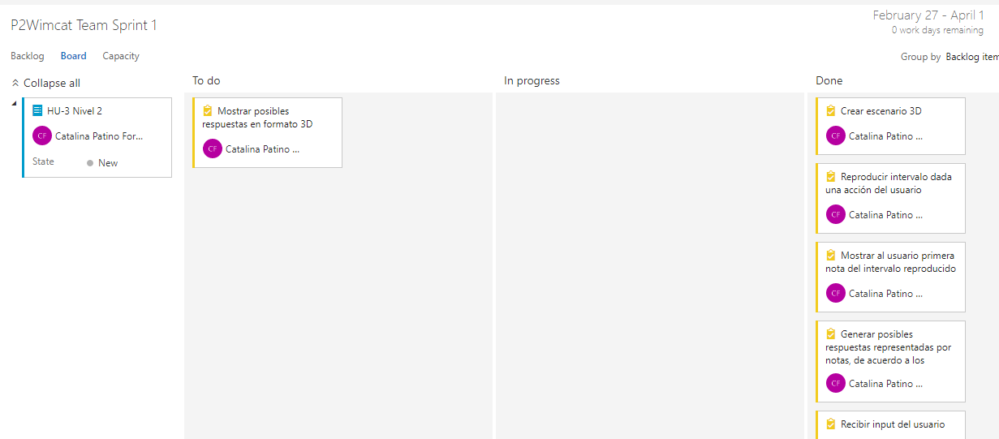 P2Wimcat Team Sprint 1
February 27 - April 1
0 work days remaining
Backlog
Board
Capacity
Group by Backlog item
Collapse all
To do
In progress
Done
HU-3 Nivel 2
CF Catalina Patino For...
State
New
Mostrar posibles
respuestas en formato 3D
CF Catalina Patino ...
Crear escenario 3D
CF Catalina Patino ...
Reproducir intervalo dada
una acción del usuario
CF Catalina Patino ...
Mostrar al usuario primera
nota del intervalo reproducido
CF Catalina Patino ...
Generar posibles
respuestas representadas por
notas, de acuerdo a los
CF Catalina Patino ...
Recibir input del usuario